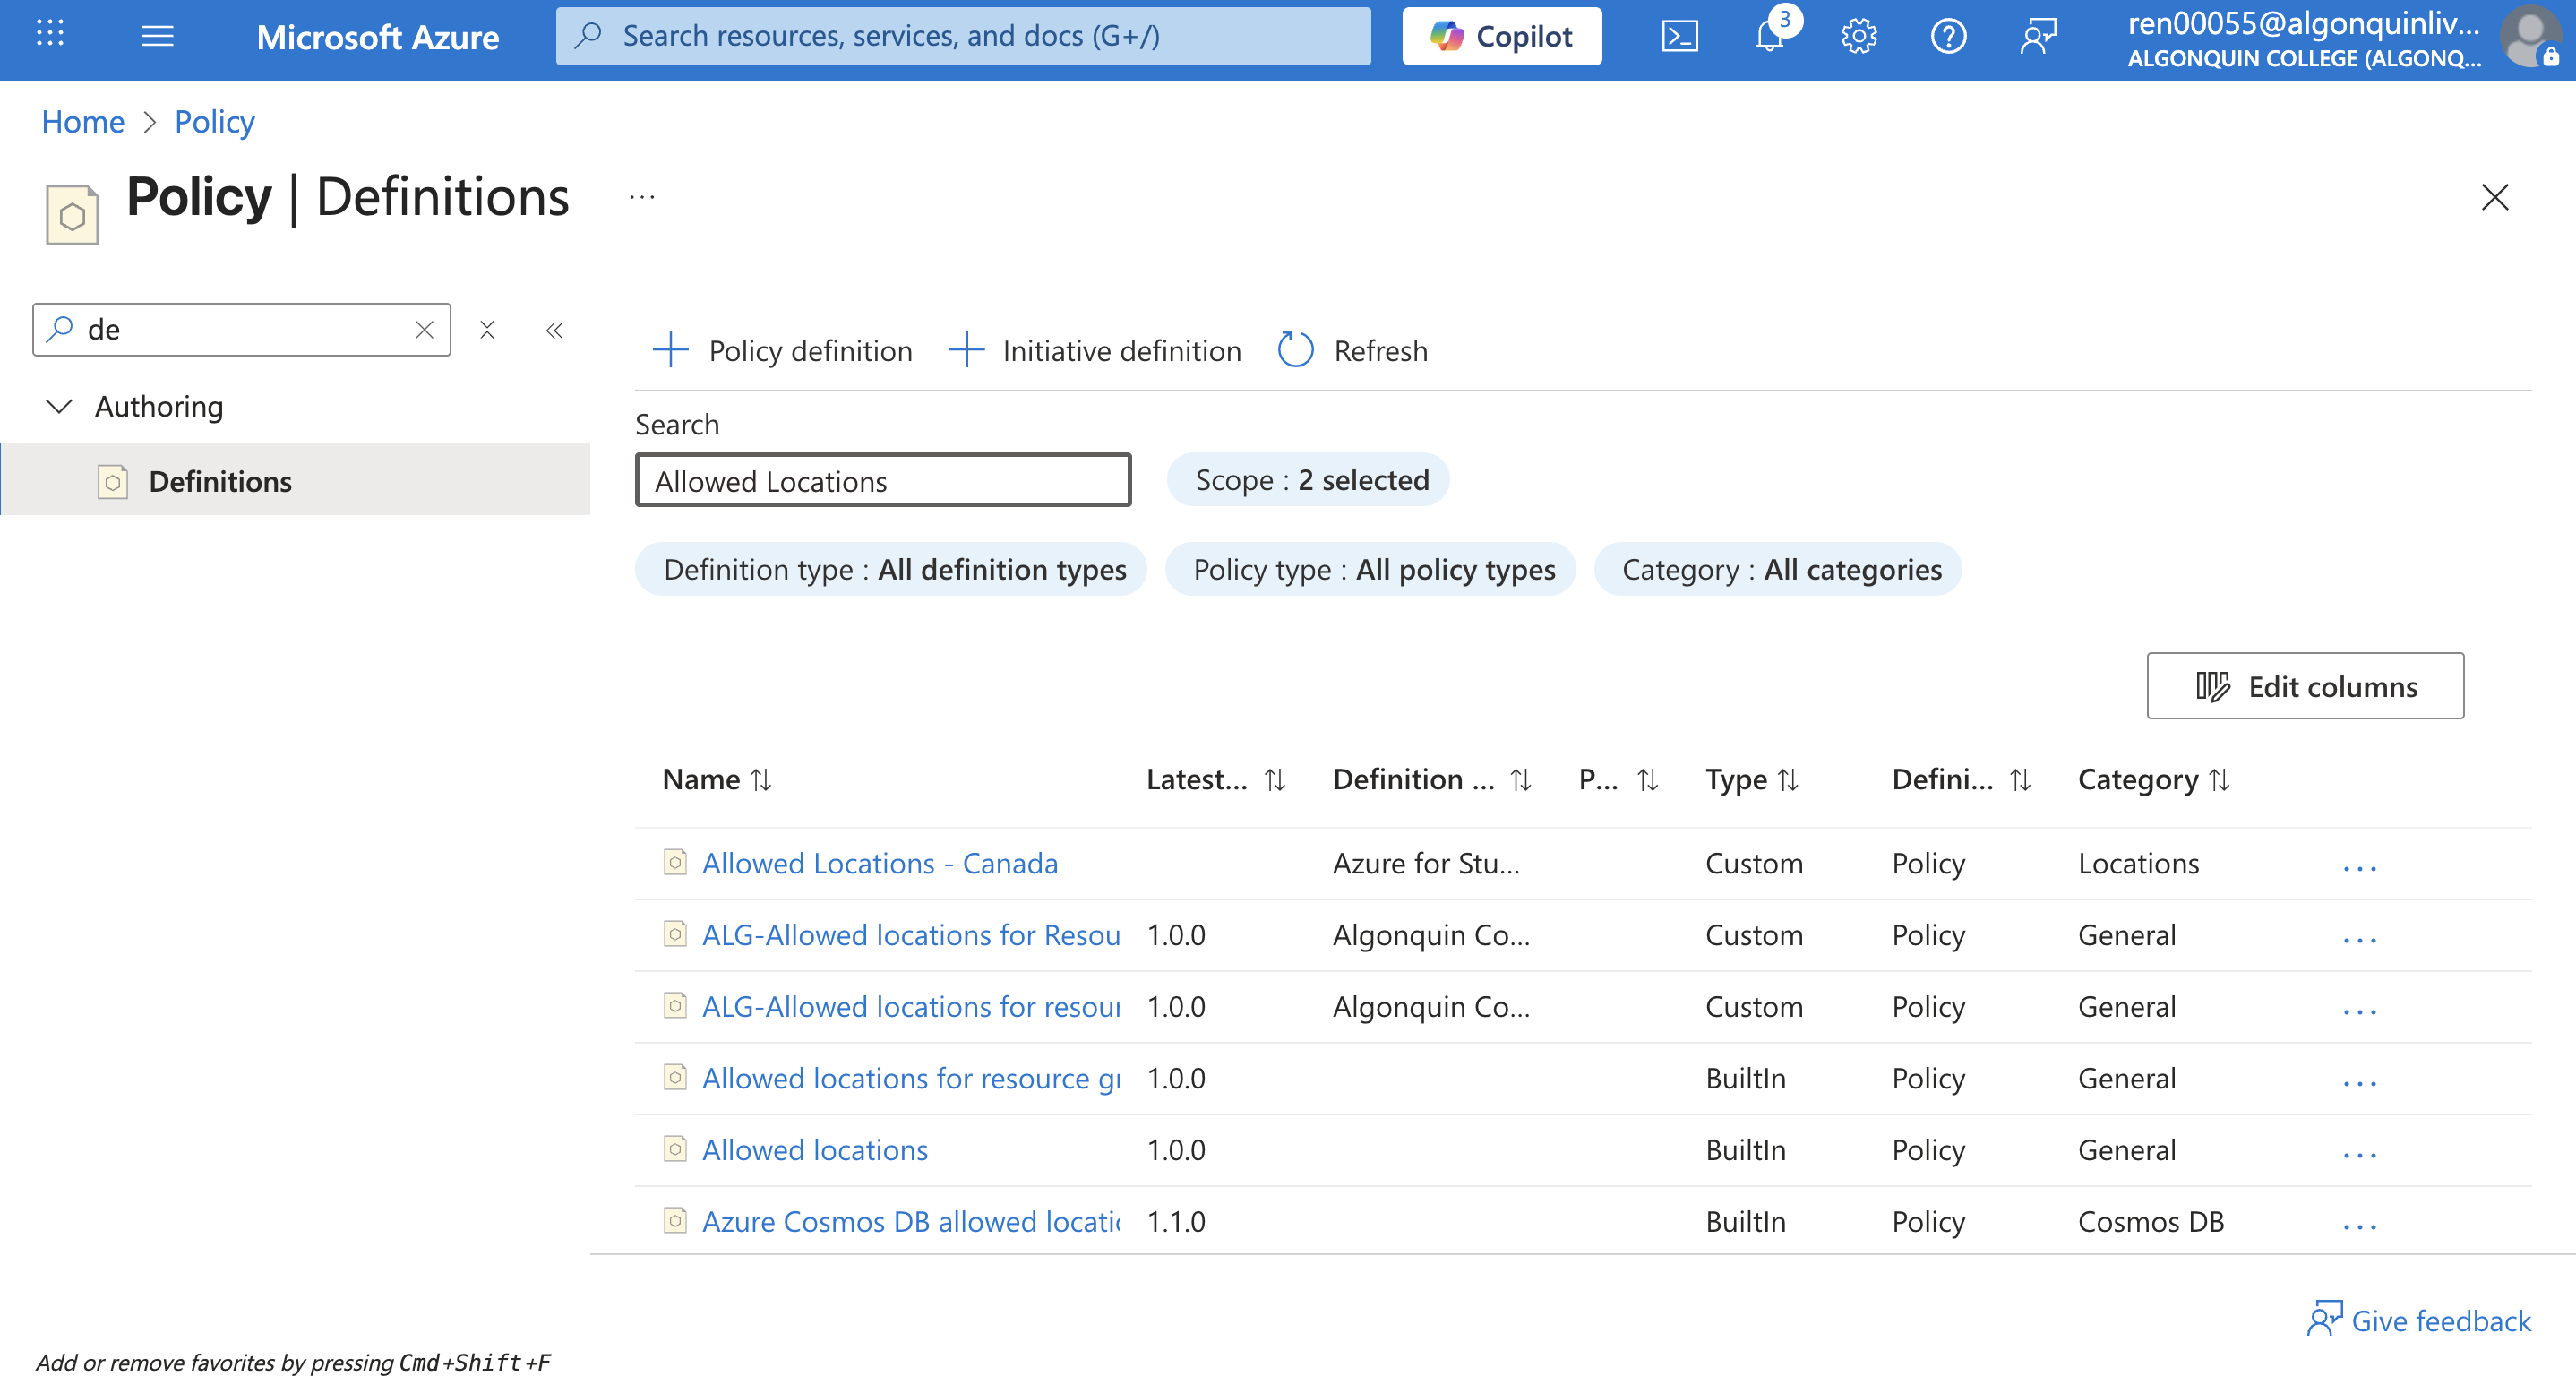 Microsoft Azure
Search resources, services, and docs (G+/)
Copilot
3
ren00055@algonquinliv...
ALGONQUIN COLLEGE (ALGONQ...
Home > Policy
Policy | Definitions ...
de
Authoring
Definitions
Policy definition
Initiative definition
Refresh
Search
Allowed Locations
Scope : 2 selected
Definition type : All definition types
Policy type : All policy types
Category : All categories
Edit columns
Name Latest... Definition ... P... Type Defini... Category
Allowed Locations - Canada Azure for Stu... Custom Policy Locations ...
ALG-Allowed locations for Resou 1.0.0 Algonquin Co... Custom Policy General ...
ALG-Allowed locations for resour 1.0.0 Algonquin Co... Custom Policy General ...
Allowed locations for resource gr 1.0.0 BuiltIn Policy General ...
Allowed locations 1.0.0 BuiltIn Policy General ...
Azure Cosmos DB allowed locatic 1.1.0 BuiltIn Policy Cosmos DB ...
Give feedback
Add or remove favorites by pressing Cmd+Shift+F